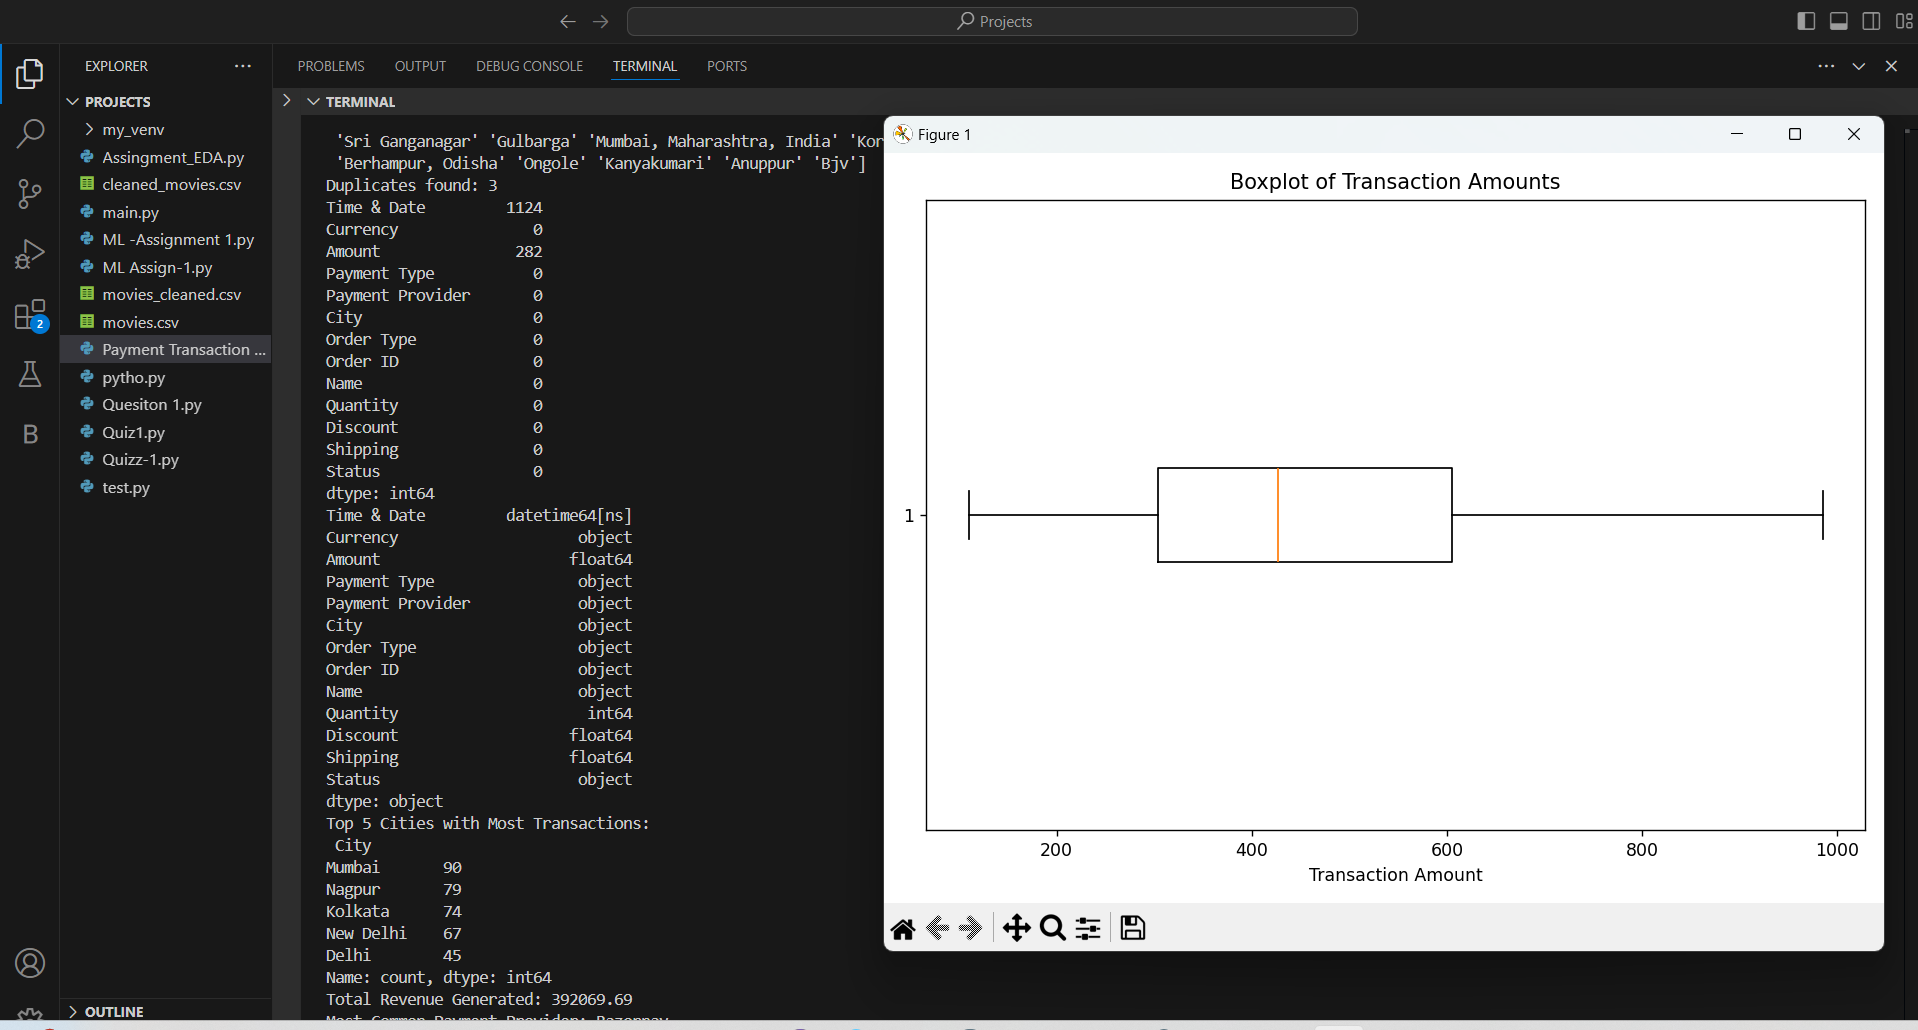 Projects
EXPLORER
PROJECTS
my_venv
Assingment_EDA.py
cleaned_movies.csv
main.py
ML -Assignment 1.py
ML Assign-1.py
movies_cleaned.csv
movies.csv
Payment Transaction ...
pytho.py
Quesiton 1.py
Quiz1.py
Quizz-1.py
test.py
OUTLINE
2
B
PROBLEMS OUTPUT DEBUG CONSOLE TERMINAL PORTS
TERMINAL
'Sri Ganganagar' 'Gulbarga' 'Mumbai, Maharashtra, India' 'Kor
'Berhampur, Odisha' 'Ongole' 'Kanyakumari' 'Anuppur' 'Bjv']
Duplicates found: 3
Time & Date 1124
Currency 0
Amount 282
Payment Type 0
Payment Provider 0
City 0
Order Type 0
Order ID 0
Name 0
Quantity 0
Discount 0
Shipping 0
Status 0
dtype: int64
Time & Date datetime64[ns]
Currency object
Amount float64
Payment Type object
Payment Provider object
City object
Order Type object
Order ID object
Name object
Quantity int64
Discount float64
Shipping float64
Status object
dtype: object
Top 5 Cities with Most Transactions:
City
Mumbai 90
Nagpur 79
Kolkata 74
New Delhi 67
Delhi 45
Name: count, dtype: int64
Total Revenue Generated: 392069.69
Most Common Payment Provider: Razorpay
Figure 1
Boxplot of Transaction Amounts
1
200 400 600 800 1000
Transaction Amount